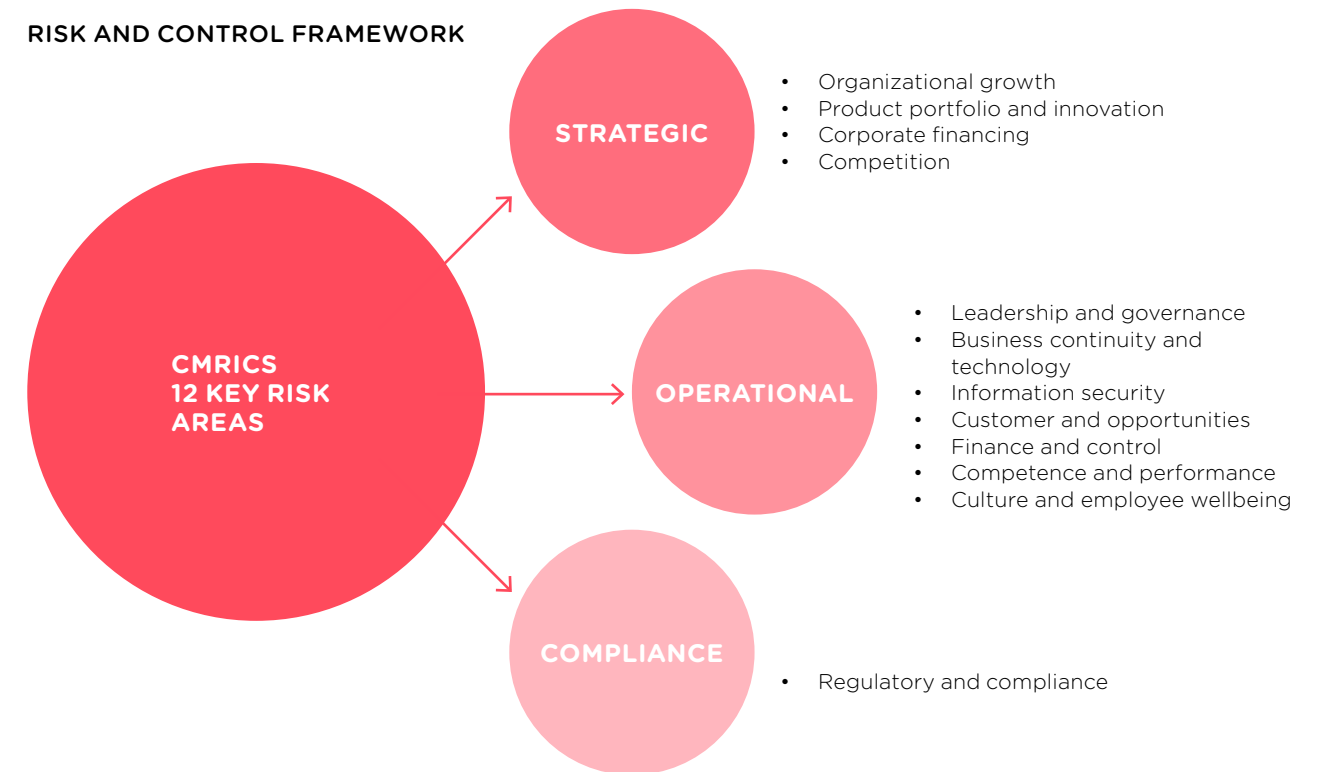 RISK AND CONTROL FRAMEWORK
STRATEGIC
• Organizational growth
• Product portfolio and innovation
• Corporate financing
• Competition
CMRICS
12 KEY RISK
AREAS
OPERATIONAL
• Leadership and governance
• Business continuity and
technology
• Information security
• Customer and opportunities
• Finance and control
• Competence and performance
• Culture and employee wellbeing
COMPLIANCE
• Regulatory and compliance